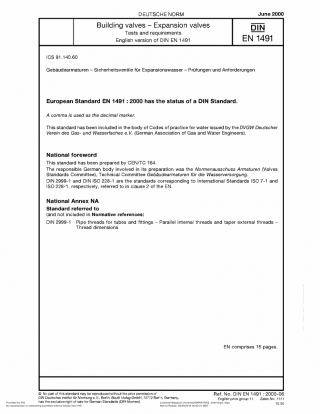 DEUTSCHE NORM
June 2000
Building valves – Expansion valves
Tests and requirements
English version of DIN EN 1491
DIN
EN 1491
ICS 91.140.60
Gebäudearmaturen – Sicherheitsventile für Expansionswasser – Prüfungen und Anforderungen
European Standard EN 1491 : 2000 has the status of a DIN Standard.
A comma is used as the decimal marker.
This standard has been included in the body of Codes of practice for water issued by the DVGW Deutscher
Verein des Gas- und Wasserfaches e.V. (German Association of Gas and Water Engineers).
National foreword
This standard has been prepared by CEN/TC 164.
The responsible German body involved in its preparation was the Normenausschuss Armaturen (Valves
Standards Committee), Technical Committee Gebäudearmaturen für die Wasserversorgung.
DIN 2999-1 and DIN ISO 228-1 are the standards corresponding to International Standards ISO 7-1 and
ISO 228-1, respectively, referred to in clause 2 of the EN.
National Annex NA
Standard referred to
(and not included in Normative references)
DIN 2999-1 Pipe threads for tubes and fittings – Parallel internal threads and taper external threads –
Thread dimensions
EN comprises 15 pages.
© No part of this standard may be reproduced without the prior permission of
DIN Deutsches Institut für Normung e.V., Berlin. Beuth Verlag GmbH, 10772 Berlin, Germany,
has the exclusive right of sale for German Standards (DIN-Normen).
Ref. No. DIN EN 1491 : 2000-06
English price group 11 Sales No. 1111